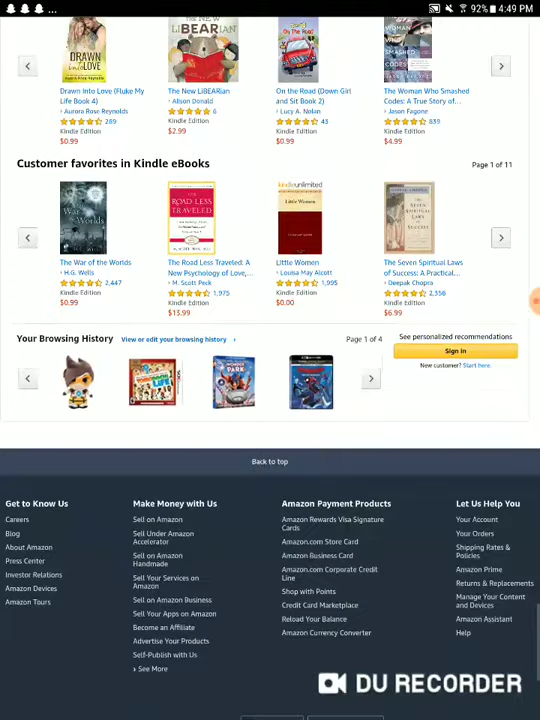 92% 4:49 PM
DRAWN into LOVE
THE NEW LiBEARiAN
On The Road
WOMAN WHO SMASHED CODES
Drawn Into Love (Fluke My Life Book 4)
› Aurora Rose Reynolds
289
Kindle Edition
$0.99
The New LiBEARian
› Alison Donald
6
Kindle Edition
$2.99
On the Road (Down Girl and Sit Book 2)
› Lucy A. Nolan
43
Kindle Edition
$0.99
The Woman Who Smashed Codes: A True Story of...
› Jason Fagone
839
Kindle Edition
$4.99
Customer favorites in Kindle eBooks
Page 1 of 11
The War of the Worlds
› H.G. Wells
2,447
Kindle Edition
$0.99
THE ROAD LESS TRAVELED
The Road Less Traveled: A New Psychology of Love,...
› M. Scott Peck
1,975
Kindle Edition
$13.99
kindleunlimited
Little Women
Little Women
› Louisa May Alcott
1,995
Kindle Edition
$0.00
THE SEVEN SPIRITUAL LAWS OF SUCCESS
The Seven Spiritual Laws of Success: A Practical...
› Deepak Chopra
2,356
Kindle Edition
$6.99
Your Browsing History
View or edit your browsing history ›
Page 1 of 4
See personalized recommendations
Sign in
New customer? Start here.
Back to top
Get to Know Us
Careers
Blog
About Amazon
Press Center
Investor Relations
Amazon Devices
Amazon Tours
Make Money with Us
Sell on Amazon
Sell Under Amazon Accelerator
Sell on Amazon Handmade
Sell Your Services on Amazon
Sell on Amazon Business
Sell Your Apps on Amazon
Become an Affiliate
Advertise Your Products
Self-Publish with Us
› See More
Amazon Payment Products
Amazon Rewards Visa Signature Cards
Amazon.com Store Card
Amazon Business Card
Amazon.com Corporate Credit Line
Shop with Points
Credit Card Marketplace
Reload Your Balance
Amazon Currency Converter
Let Us Help You
Your Account
Your Orders
Shipping Rates & Policies
Amazon Prime
Returns & Replacements
Manage Your Content and Devices
Amazon Assistant
Help
DU RECORDER